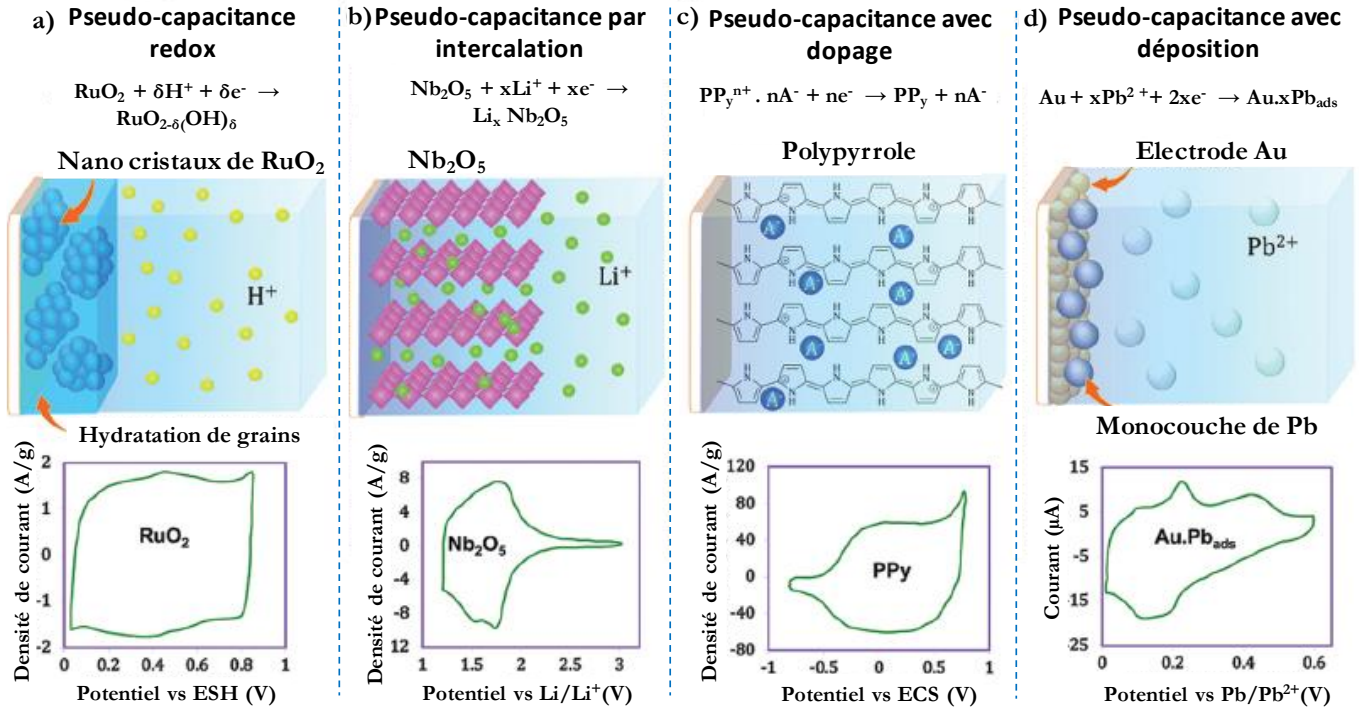 a) Pseudo-capacitance
redox
RuO₂ + δH⁺ + δe⁻ →
RuO₂₋δ(OH)δ
Nano cristaux de RuO₂
H⁺
Hydratation de grains
Densité de courant (A/g)
2
1
0
-1
-2
RuO₂
0 0.2 0.4 0.6 0.8 1
Potentiel vs ESH (V)
b) Pseudo-capacitance par
intercalation
Nb₂O₅ + xLi⁺ + xe⁻ →
Liₓ Nb₂O₅
Nb₂O₅
Li⁺
Densité de courant (A/g)
8
4
0
-4
-8
12
Nb₂O₅
1 1.5 2 2.5 3
Potentiel vs Li/Li⁺(V)
c) Pseudo-capacitance avec
dopage
PPyⁿ⁺ . nA⁻ + ne⁻ → PPy + nA⁻
Polypyrrole
Densité de courant (A/g)
120
80
40
0
-40
-80
PPy
-1 -0.5 0 0.5 1
Potentiel vs ECS (V)
d) Pseudo-capacitance avec
déposition
Au + xPb²⁺ + 2xe⁻ → Au.xPbads
Electrode Au
Pb²⁺
Monocouche de Pb
Courant (µA)
15
5
-5
-15
-25
Au.Pbads
0 0.2 0.4 0.6
Potentiel vs Pb/Pb²⁺(V)